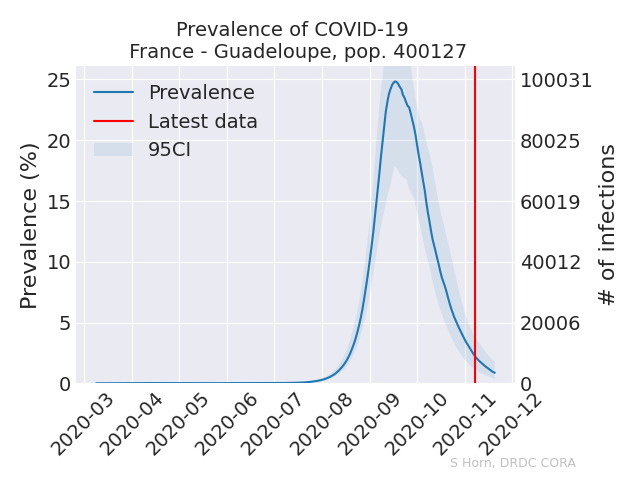 Prevalence of COVID-19
France - Guadeloupe, pop. 400127
Prevalence
Latest data
95CI
Prevalence (%)
25
20
15
10
5
0
100031
80025
60019
40012
20006
0
# of infections
2020-03
2020-04
2020-05
2020-06
2020-07
2020-08
2020-09
2020-10
2020-11
2020-12
S Horn, DRDC CORA